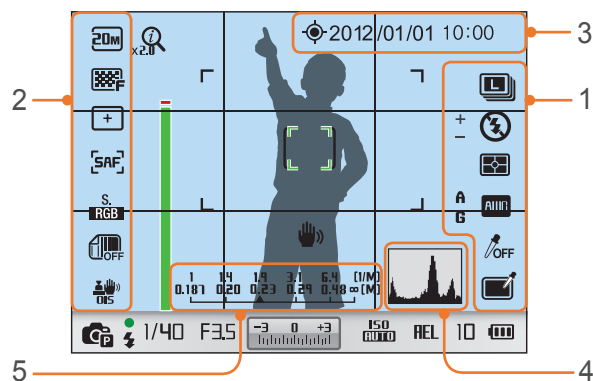 3
2012/01/01 10:00
20M
x2.0
F
2
1
L
+
−
+
SAF
S.
RGB
A
G
AWB
OFF
OFF
OIS
1 1.4 1.9 3.1 6.4 (1/M)
0.187 0.20 0.23 0.29 0.48 ∞ (M)
P
1/40
F3.5
-3 0 +3
ISO
AUTO
AEL
10
5
4